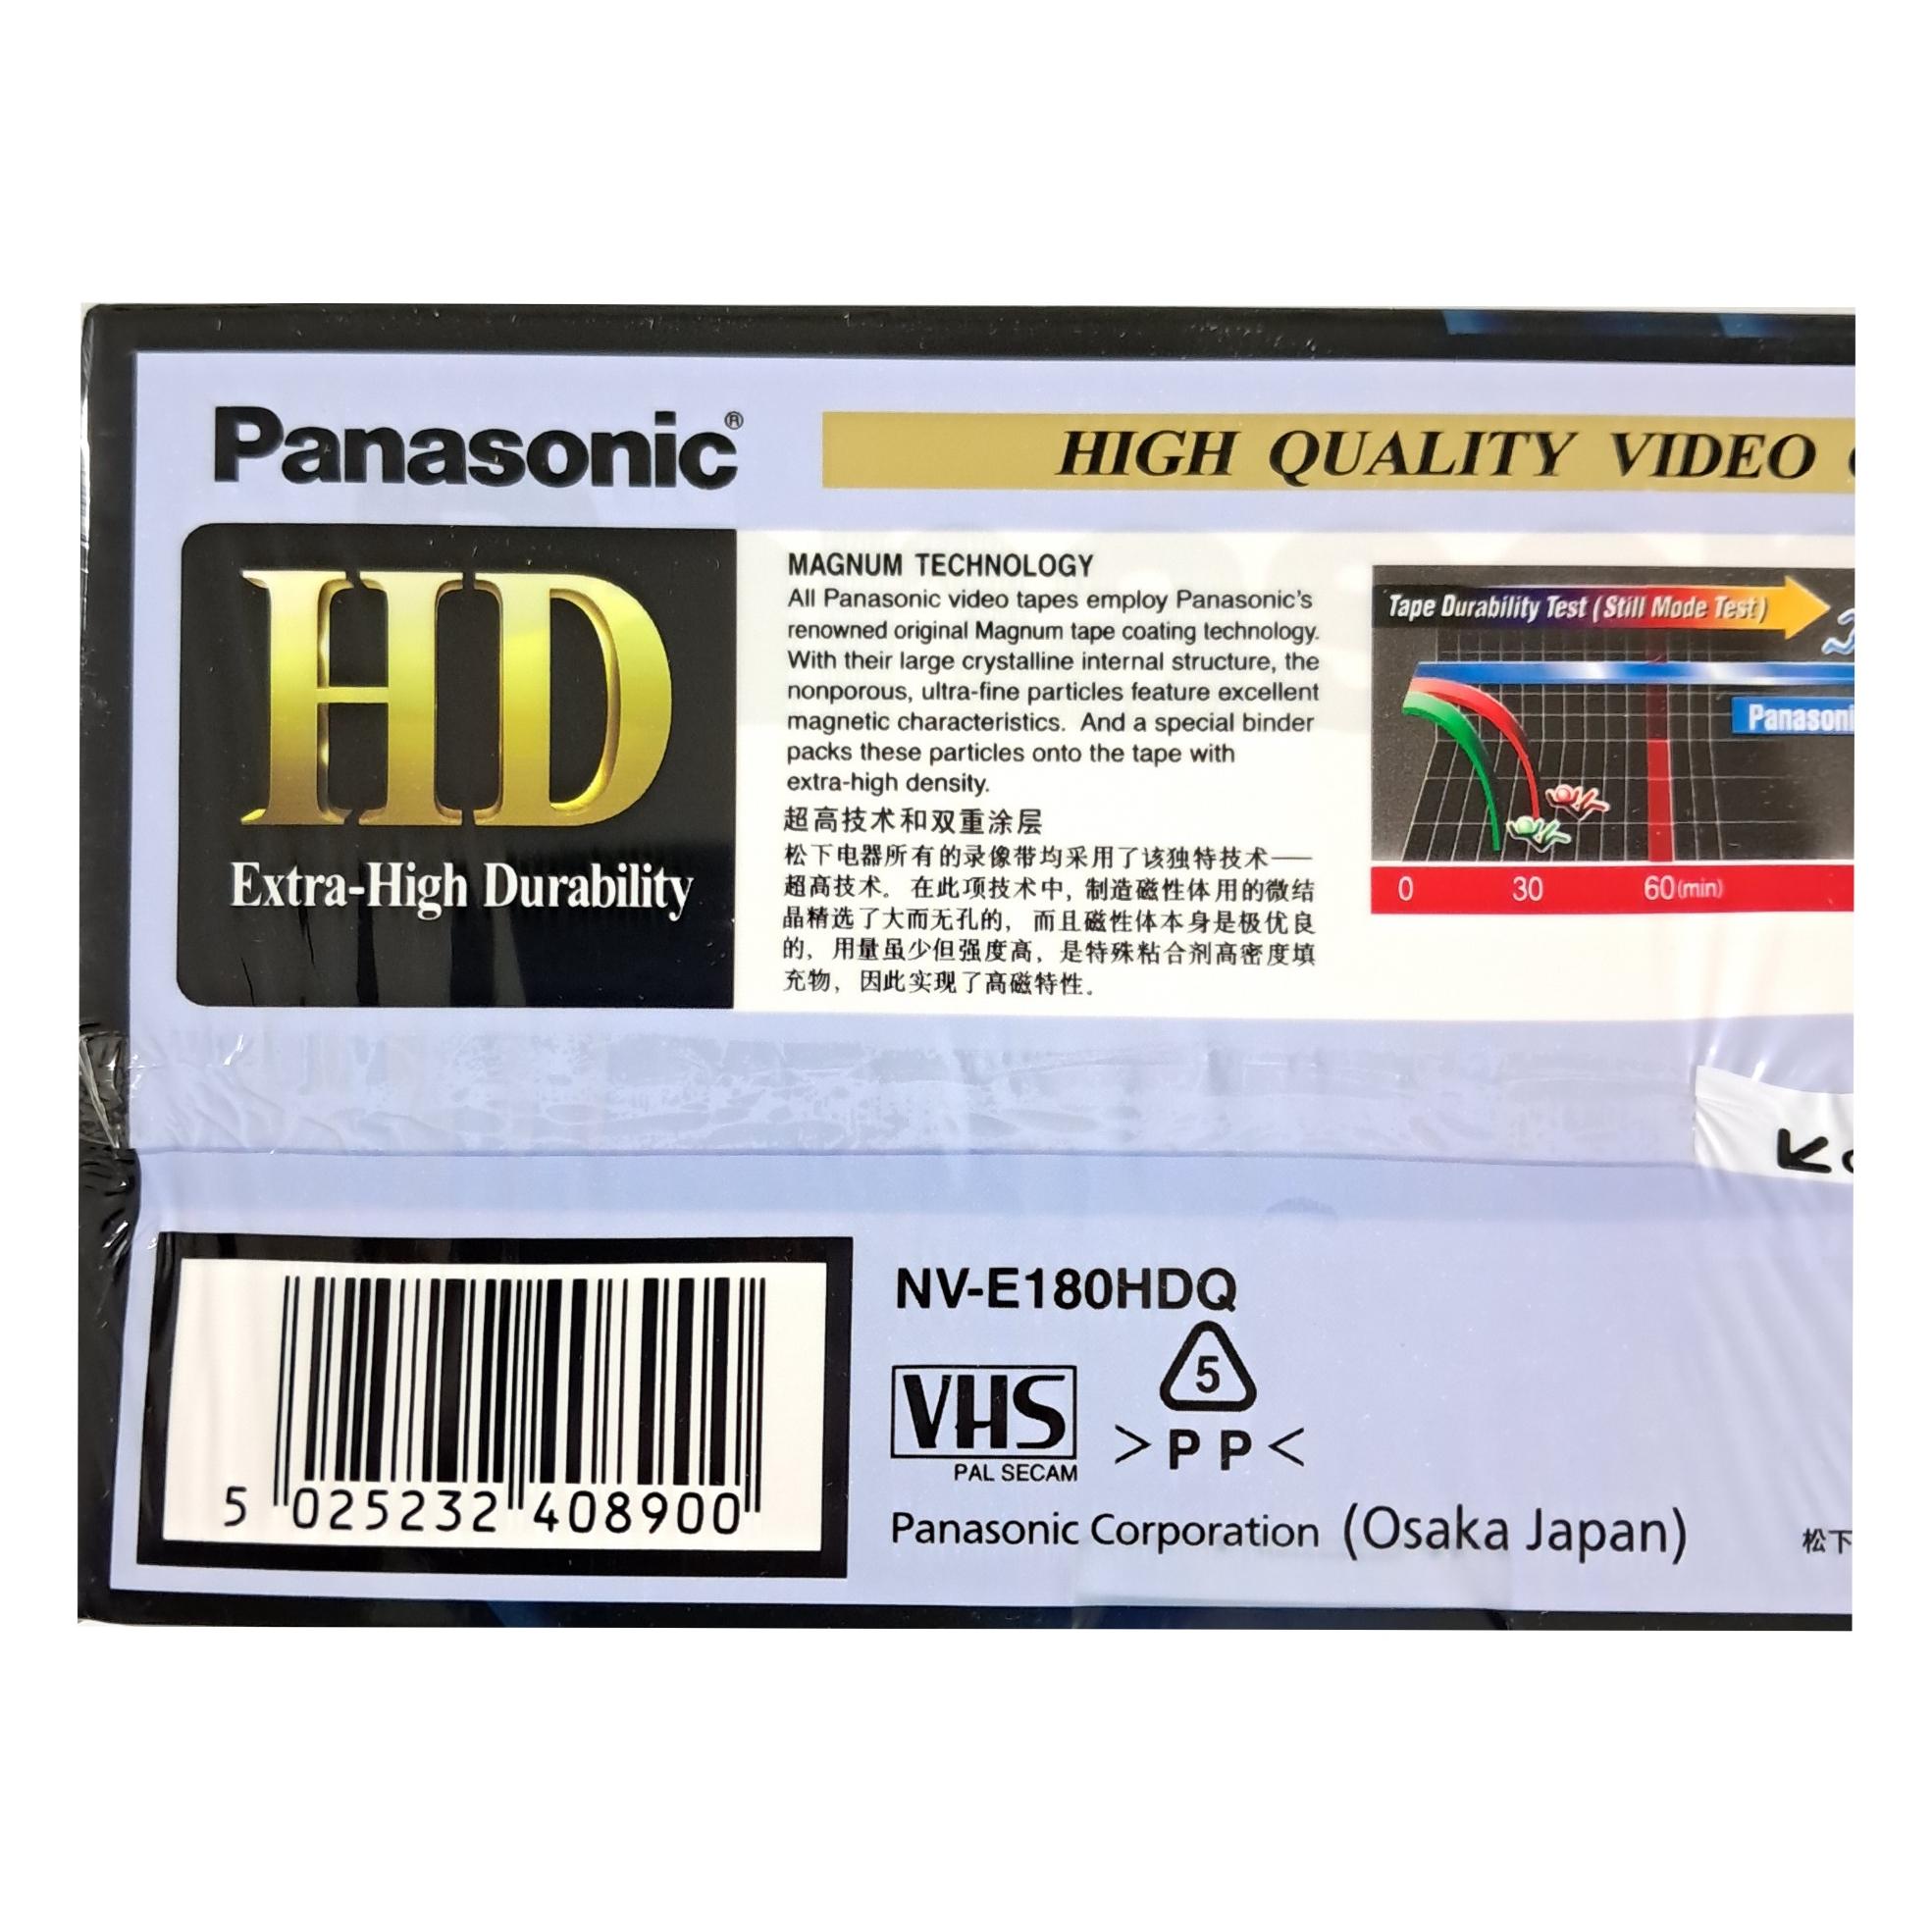 Panasonic®
HIGH QUALITY VIDEO
HD
Extra-High Durability
MAGNUM TECHNOLOGY
All Panasonic video tapes employ Panasonic's
renowned original Magnum tape coating technology.
With their large crystalline internal structure, the
nonporous, ultra-fine particles feature excellent
magnetic characteristics. And a special binder
packs these particles onto the tape with
extra-high density.
超高技术和双重涂层
松下电器所有的录像带均采用了该独特技术——
超高技术。在此项技术中, 制造磁性体用的微结
晶精选了大而无孔的, 而且磁性体本身是极优良
的, 用量虽少但强度高, 是特殊粘合剂高密度填
充物, 因此实现了高磁特性。
Tape Durability Test (Still Mode Test)
Panasoni
0 30 60(min)
5 025232 408900
NV-E180HDQ
5
>PP<
VHS
PAL SECAM
Panasonic Corporation (Osaka Japan)
松下